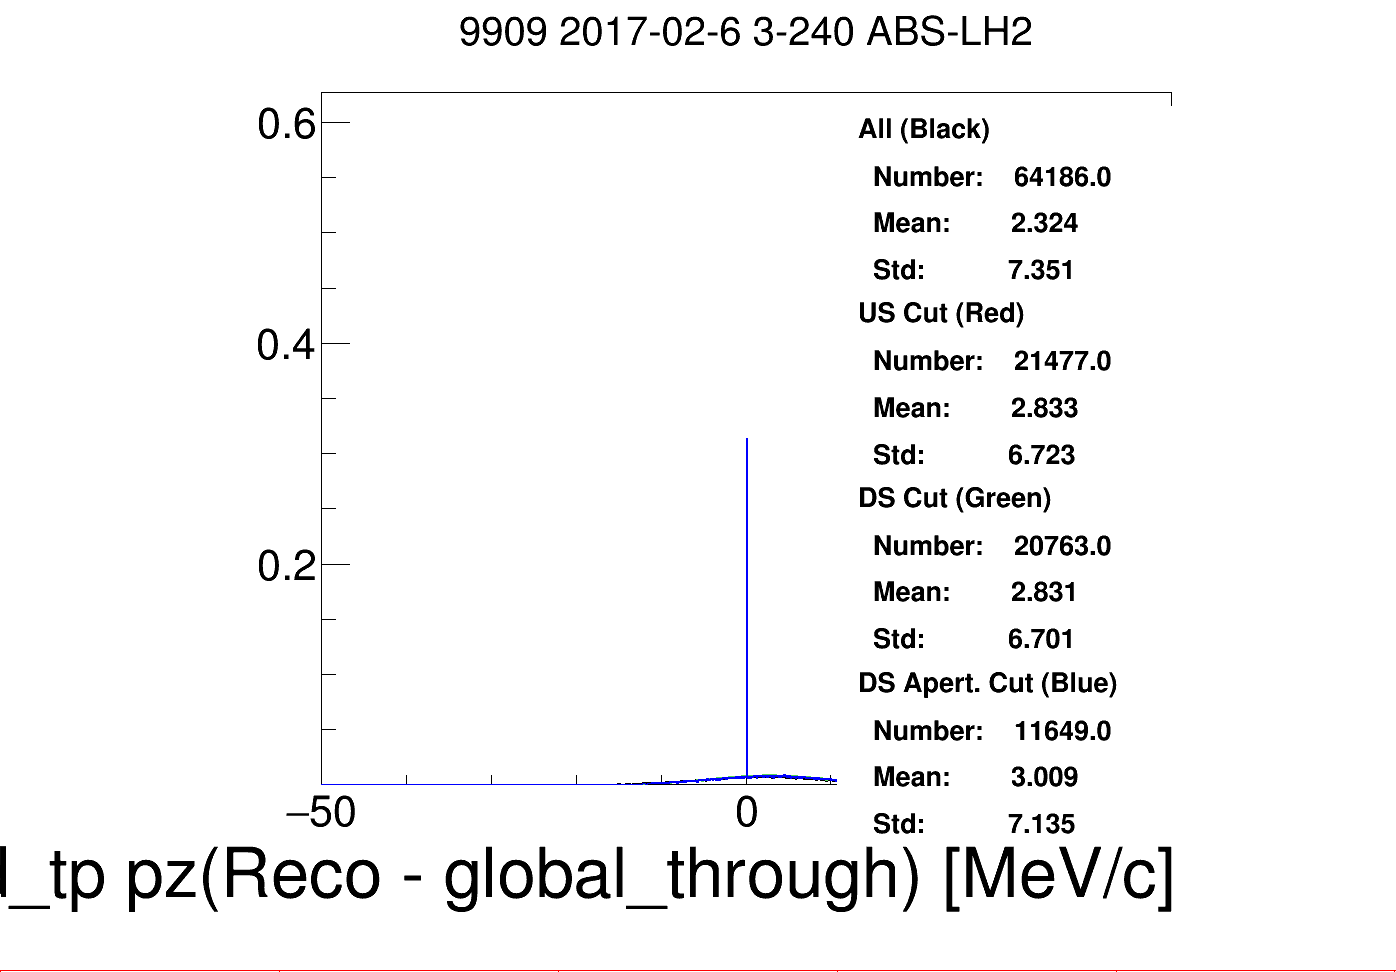 9909 2017-02-6 3-240 ABS-LH2
0.6
0.4
0.2
−50
0
All (Black)
Number: 64186.0
Mean: 2.324
Std: 7.351
US Cut (Red)
Number: 21477.0
Mean: 2.833
Std: 6.723
DS Cut (Green)
Number: 20763.0
Mean: 2.831
Std: 6.701
DS Apert. Cut (Blue)
Number: 11649.0
Mean: 3.009
Std: 7.135
_tp pz(Reco - global_through) [MeV/c]